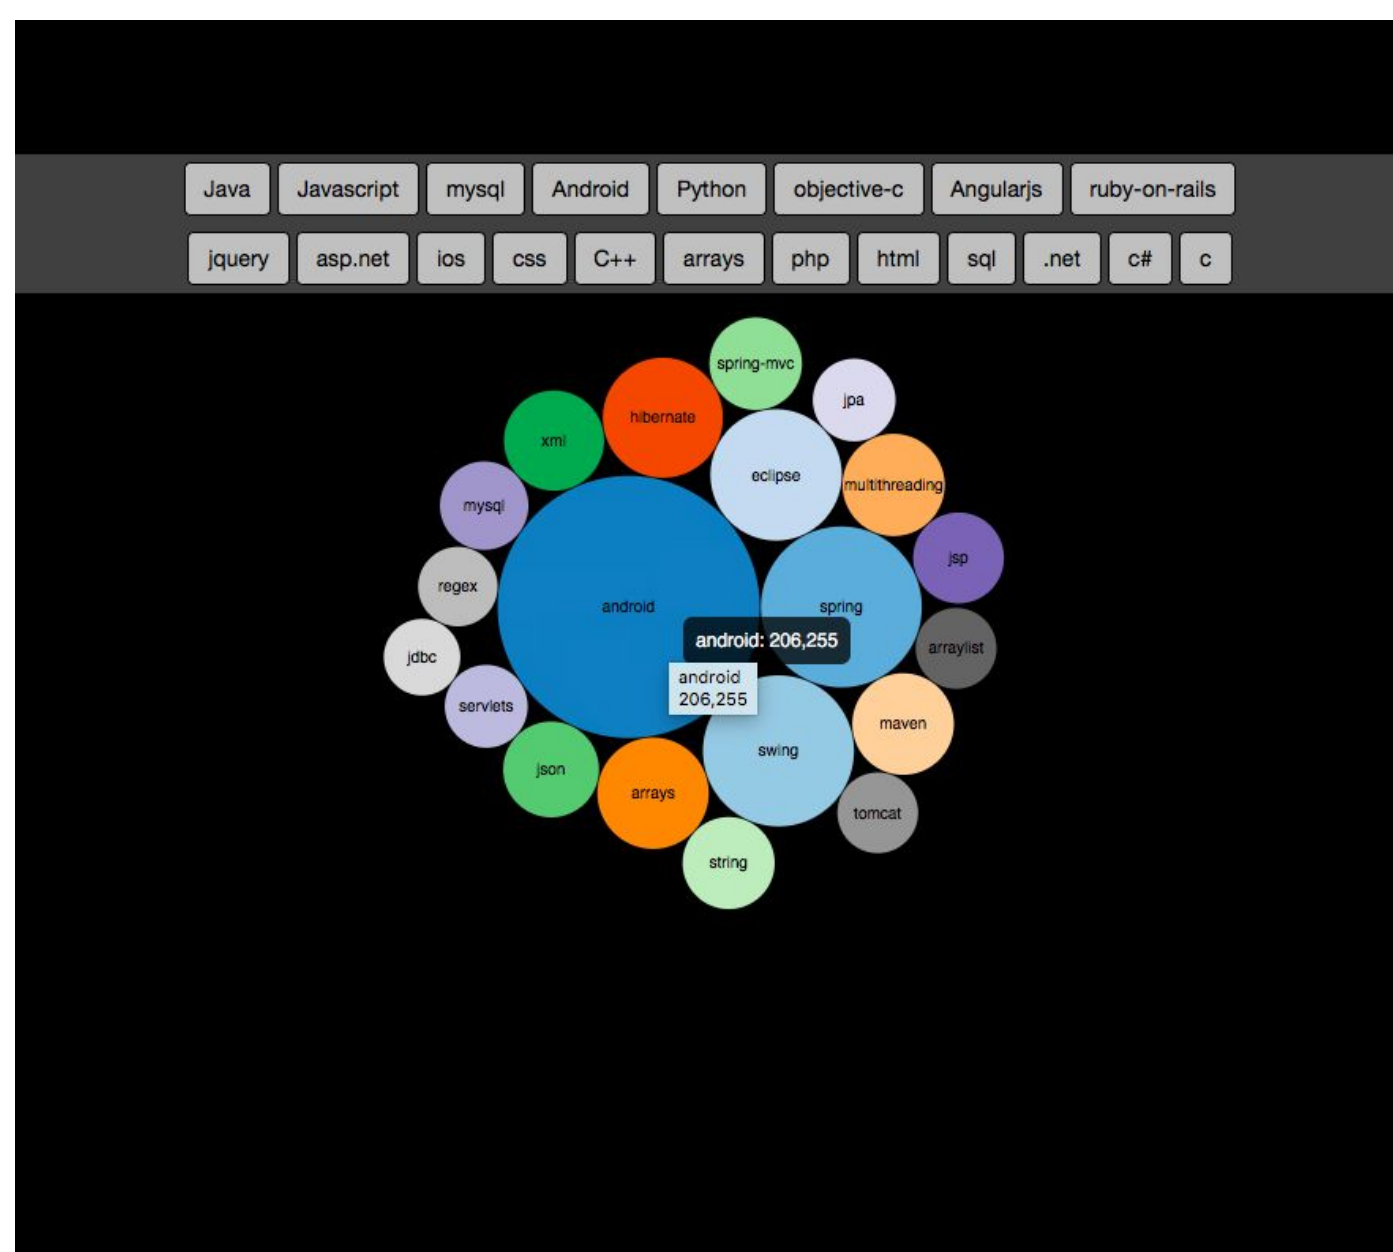 Java Javascript mysql Android Python objective-c Angularjs ruby-on-rails
jquery asp.net ios css C++ arrays php html sql .net c# c
spring-mvc
jpa
hibernate
xml
eclipse
multithreading
mysql
jsp
regex
android
spring
android: 206,255
arraylist
jdbc
android
206,255
servlets
maven
swing
json
arrays
tomcat
string